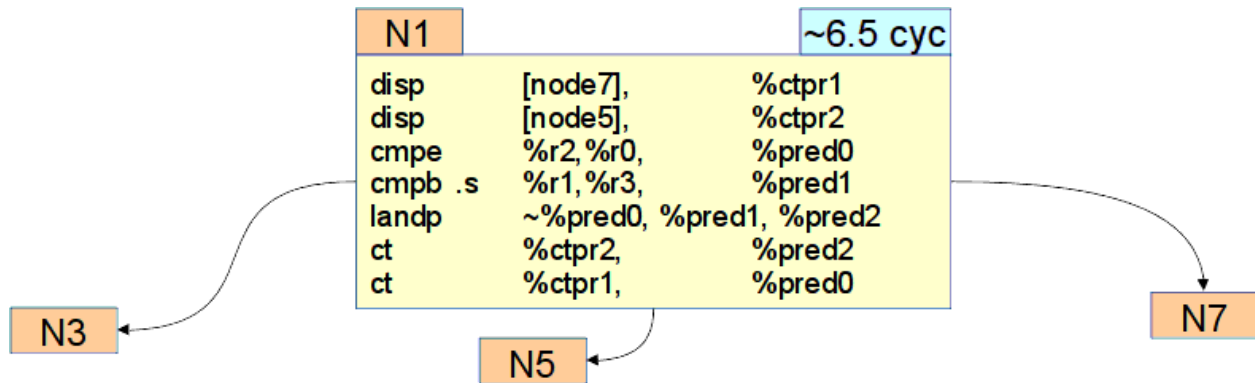 N1 ~6.5 cyc
disp [node7], %ctpr1
disp [node5], %ctpr2
cmpe %r2, %r0, %pred0
cmpb .s %r1, %r3, %pred1
landp ~%pred0, %pred1, %pred2
ct %ctpr2, %pred2
ct %ctpr1, %pred0
N3
N5
N7